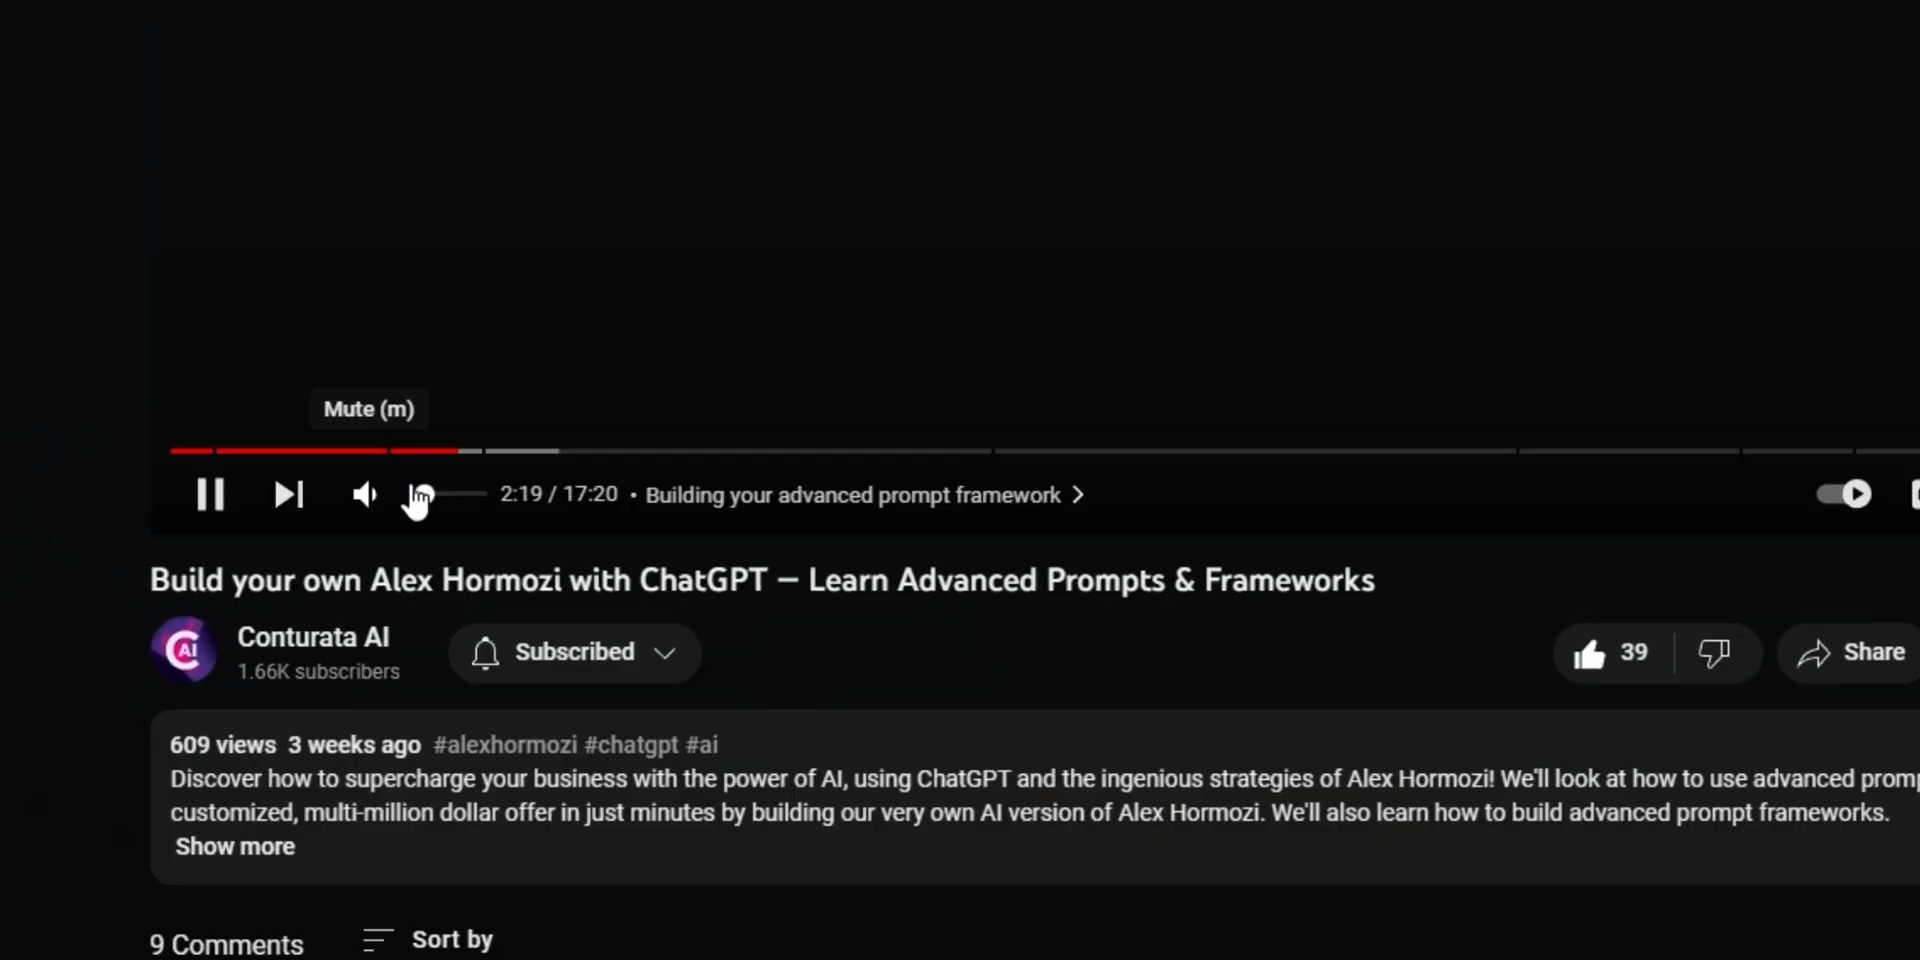 Mute (m)
2:19 / 17:20 • Building your advanced prompt framework
Build your own Alex Hormozi with ChatGPT – Learn Advanced Prompts & Frameworks
AI
Conturata AI
1.66K subscribers
Subscribed
39
Share
609 views 3 weeks ago #alexhormozi #chatgpt #ai
Discover how to supercharge your business with the power of AI, using ChatGPT and the ingenious strategies of Alex Hormozi! We'll look at how to use advanced promp
customized, multi-million dollar offer in just minutes by building our very own AI version of Alex Hormozi. We'll also learn how to build advanced prompt frameworks.
Show more
9 Comments
Sort by